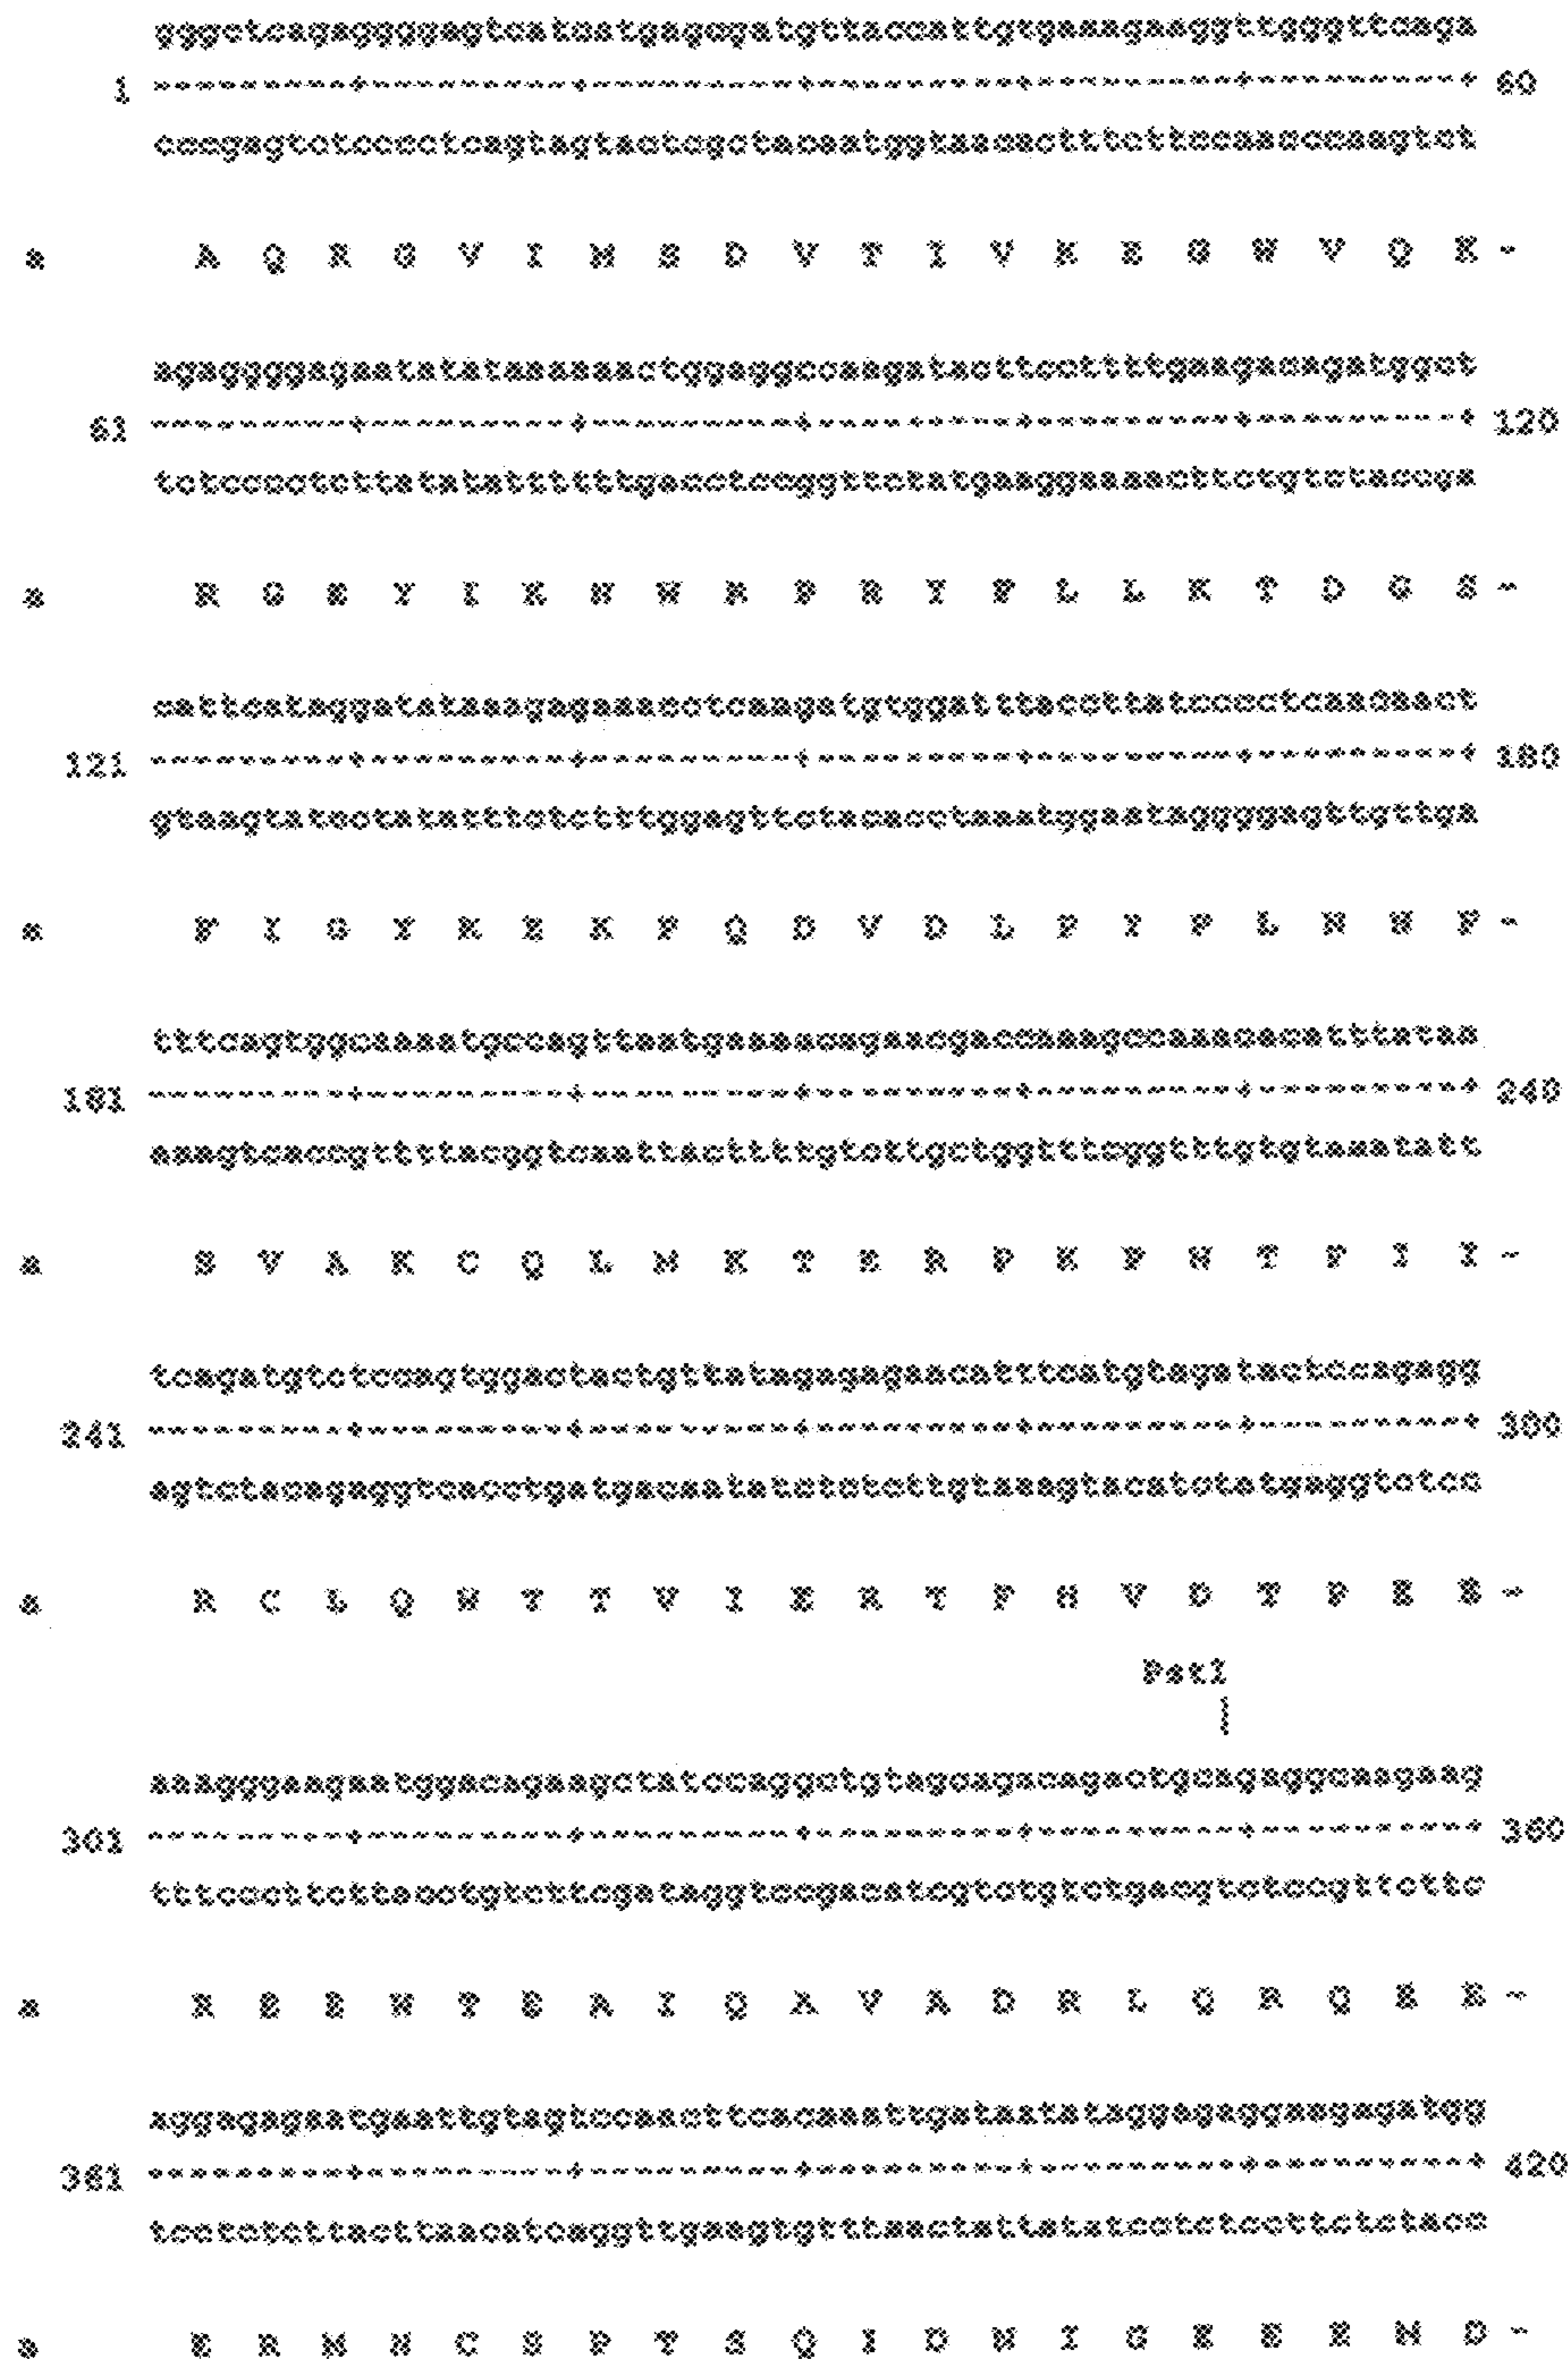 gggctcagaggggagtcatcatgagcgatgttaccattgtgaaagaaggttgggttcaga
1 ---------+---------+---------+---------+---------+---------+ 60
cccgagtctcccctcagtagtactcgctacaatggtaacactttcttccaacccaagtct
a A Q R G V I M S D V T I V K E G W V Q K -
agaggggagaatatataaaaaactggaggccaagatacttccttttgaagacagatggct
61 ---------+---------+---------+---------+---------+---------+ 120
tctcccctcttatatattttttgacctccggttctatgaaggaaaacttctgtctaccga
a R G E Y I K N W R P R Y F L L K T D G S -
cattcataggatataaagagaaacctcaagatgtggatttaccttatcccctcaacaact
121 ---------+---------+---------+---------+---------+---------+ 180
gtaagtatcctatatttctctttggagttctacacctaaatggaataggggagttgttga
a F I G Y K E K P Q D V D L P Y P L N N F -
tttcagtggcaaaatgccagttaatgaaaacagaacgaccaaagccaaacacatttataa
181 ---------+---------+---------+---------+---------+---------+ 240
aaagtcaccgttttacggtcaattacttttgtcttgctggtttcggtttgtgtaaatatt
a S V A K C Q L M K T E R P K P N T F I I -
tcagatgtctccagtggactactgttatagagagaacatttcatgtagatactccagagg
241 ---------+---------+---------+---------+---------+---------+ 300
agtctacagaggtcacctgatgacaatatctctcttgtaaagtacatctatgaggtctcc
a R C L Q W T T V I E R T F H V D T P E E -
PstI
|
aaagggaagaatggacagaagctatccaggctgtagcagacagactgcagaggcaagaag
301 ---------+---------+---------+---------+---------+---------+ 360
tttcccttcttacctgtcttcgataggtccgacatcgtctgtctgacgtctccgttcttc
a R E E W T E A I Q A V A D R L Q R Q E E -
aggagagaatgaattgtagtccaacttcacaaattgataatataggagaggaagagatgg
361 ---------+---------+---------+---------+---------+---------+ 420
tcctctcttacttaacatcaggttgaagtgtttaactattatatcctctccttctctacc
a E R M N C S P T S Q I D N I G E E E M D -